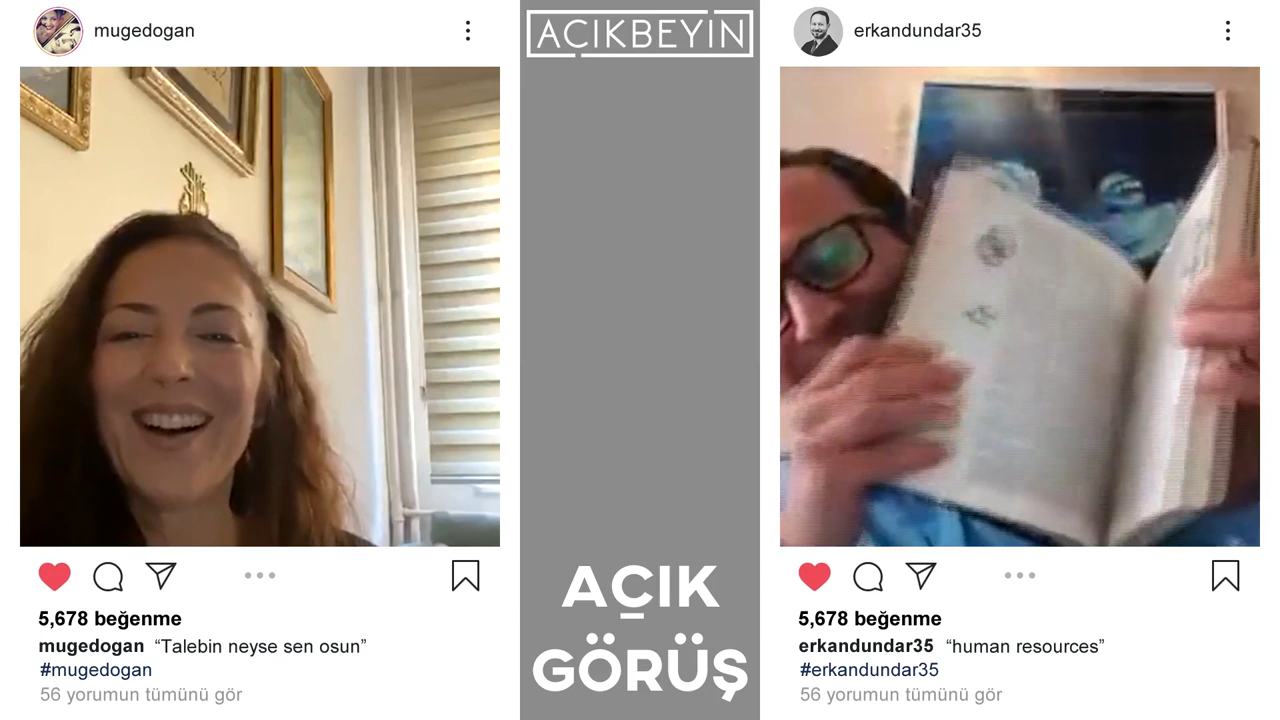 mugedogan
5,678 beğenme
mugedogan “Talebin neyse sen osun”
#mugedogan
56 yorumun tümünü gör
AÇIKBEYİN
AÇIK
GÖRÜŞ
erkandundar35
5,678 beğenme
erkandundar35 “human resources”
#erkandundar35
56 yorumun tümünü gör